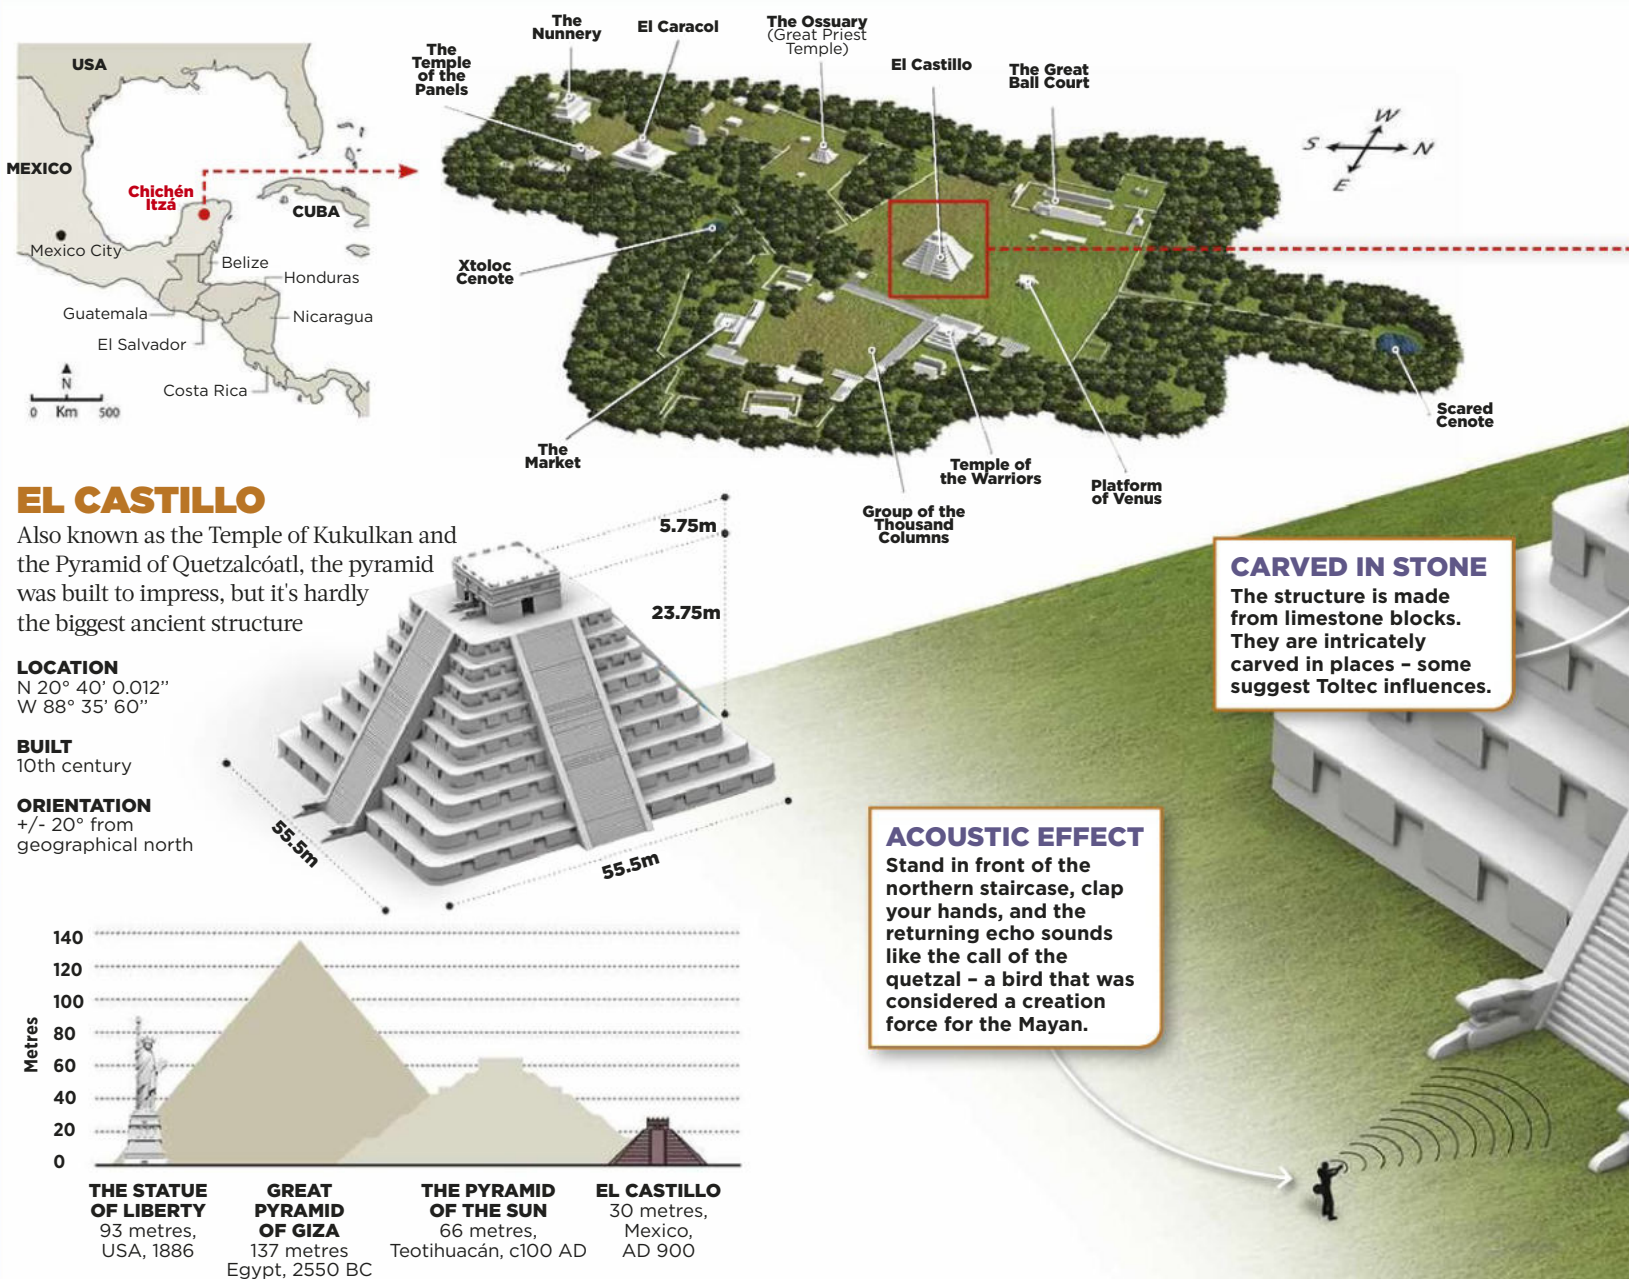 USA
MEXICO
Chichén
Itzá
CUBA
Mexico City
Belize
Honduras
Guatemala
Nicaragua
El Salvador
Costa Rica
N
0 Km 500
The
Nunnery
El Caracol
The Ossuary
(Great Priest
Temple)
The
Temple
of the
Panels
El Castillo
The Great
Ball Court
W
S
N
E
Xtoloc
Cenote
The
Market
Temple of
the Warriors
Group of the
Thousand
Columns
Platform
of Venus
Scared
Cenote
EL CASTILLO
Also known as the Temple of Kukulkan and
the Pyramid of Quetzalcóatl, the pyramid
was built to impress, but it's hardly
the biggest ancient structure
LOCATION
N 20° 40’ 0.012’’
W 88° 35’ 60’’
BUILT
10th century
ORIENTATION
+/- 20° from
geographical north
5.75m
23.75m
55.5m
55.5m
CARVED IN STONE
The structure is made
from limestone blocks.
They are intricately
carved in places – some
suggest Toltec influences.
ACOUSTIC EFFECT
Stand in front of the
northern staircase, clap
your hands, and the
returning echo sounds
like the call of the
quetzal – a bird that was
considered a creation
force for the Mayan.
Metres
140
120
100
80
60
40
20
0
THE STATUE
OF LIBERTY
93 metres,
USA, 1886
GREAT
PYRAMID
OF GIZA
137 metres
Egypt, 2550 BC
THE PYRAMID
OF THE SUN
66 metres,
Teotihuacán, c100 AD
EL CASTILLO
30 metres,
Mexico,
AD 900